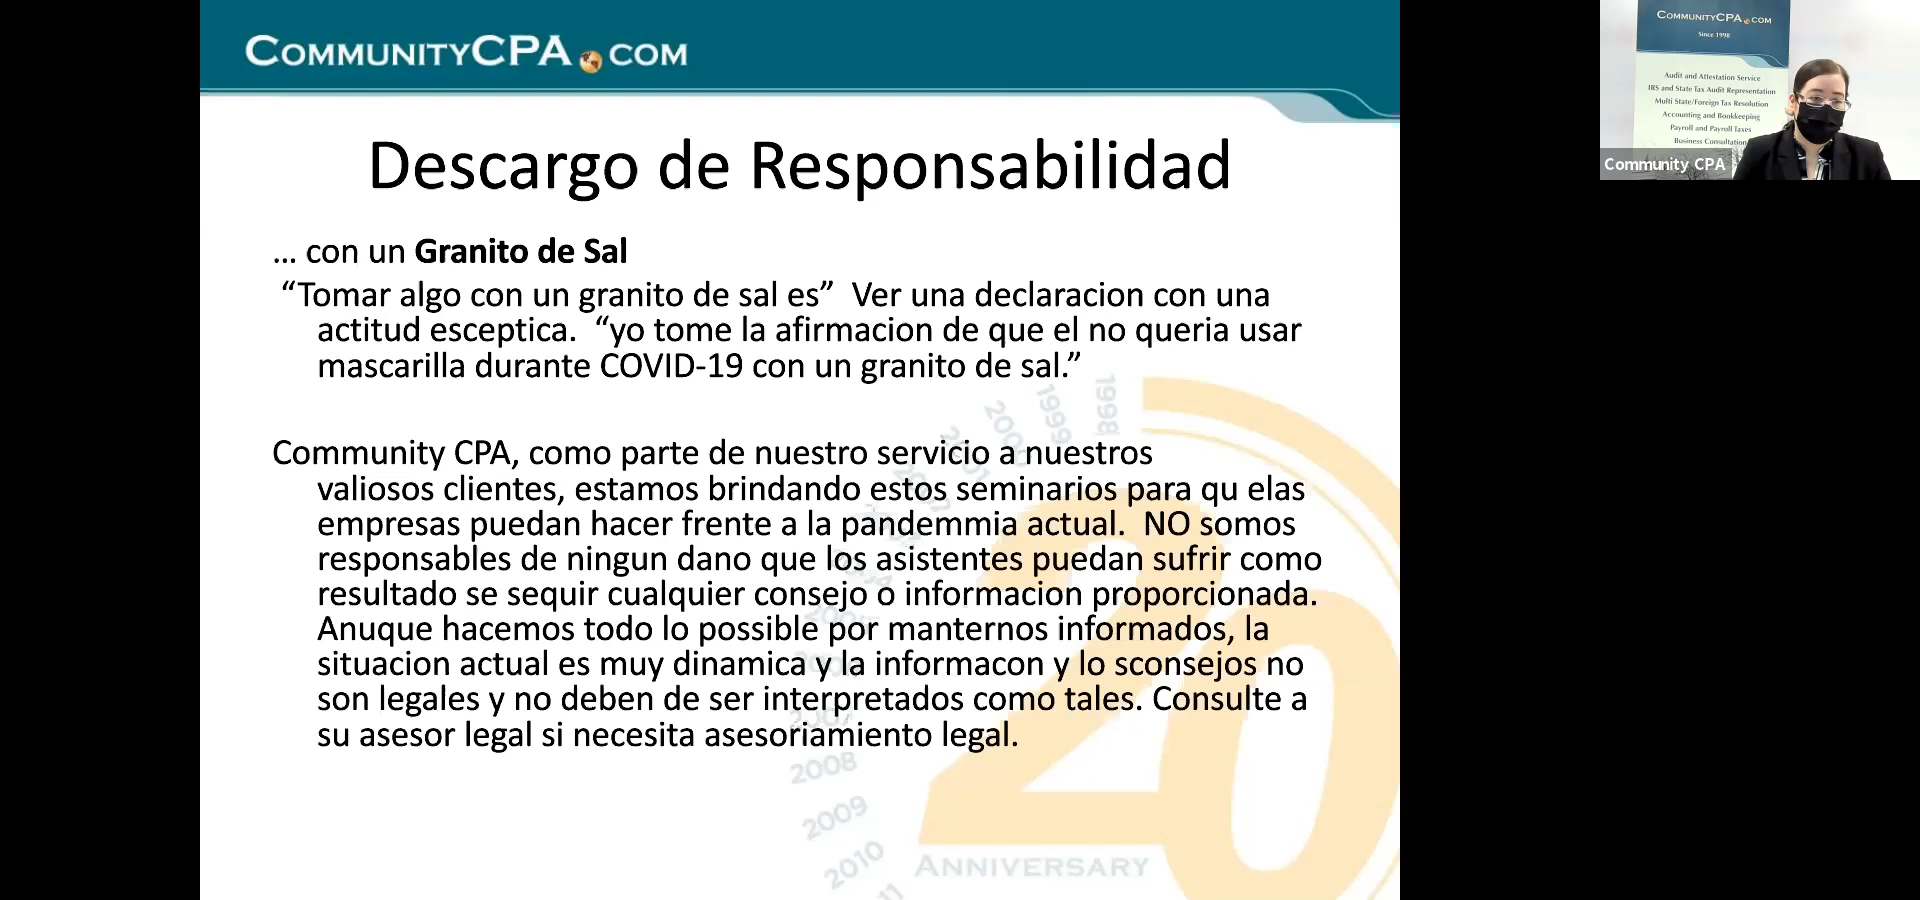 COMMUNITYCPA.COM
Descargo de Responsabilidad
... con un Granito de Sal
“Tomar algo con un granito de sal es”  Ver una declaracion con una
actitud esceptica.  “yo tome la afirmacion de que el no queria usar
mascarilla durante COVID-19 con un granito de sal.”
Community CPA, como parte de nuestro servicio a nuestros
valiosos clientes, estamos brindando estos seminarios para qu elas
empresas puedan hacer frente a la pandemmia actual.  NO somos
responsables de ningun dano que los asistentes puedan sufrir como
resultado se sequir cualquier consejo o informacion proporcionada.
Anuque hacemos todo lo possible por manternos informados, la
situacion actual es muy dinamica y la informacon y lo sconsejos no
son legales y no deben de ser interpretados como tales. Consulte a
su asesor legal si necesita asesoriamiento legal.
1998
1999
2000
2001
2007
2008
2009
2010
20
ANNIVERSARY
COMMUNITYCPA.COM
Since 1998
Audit and Attestation Service
IRS and State Tax Audit Representation
Multi State/Foreign Tax Resolution
Accounting and Bookkeeping
Payroll and Payroll Taxes
Business Consultation
Community CPA